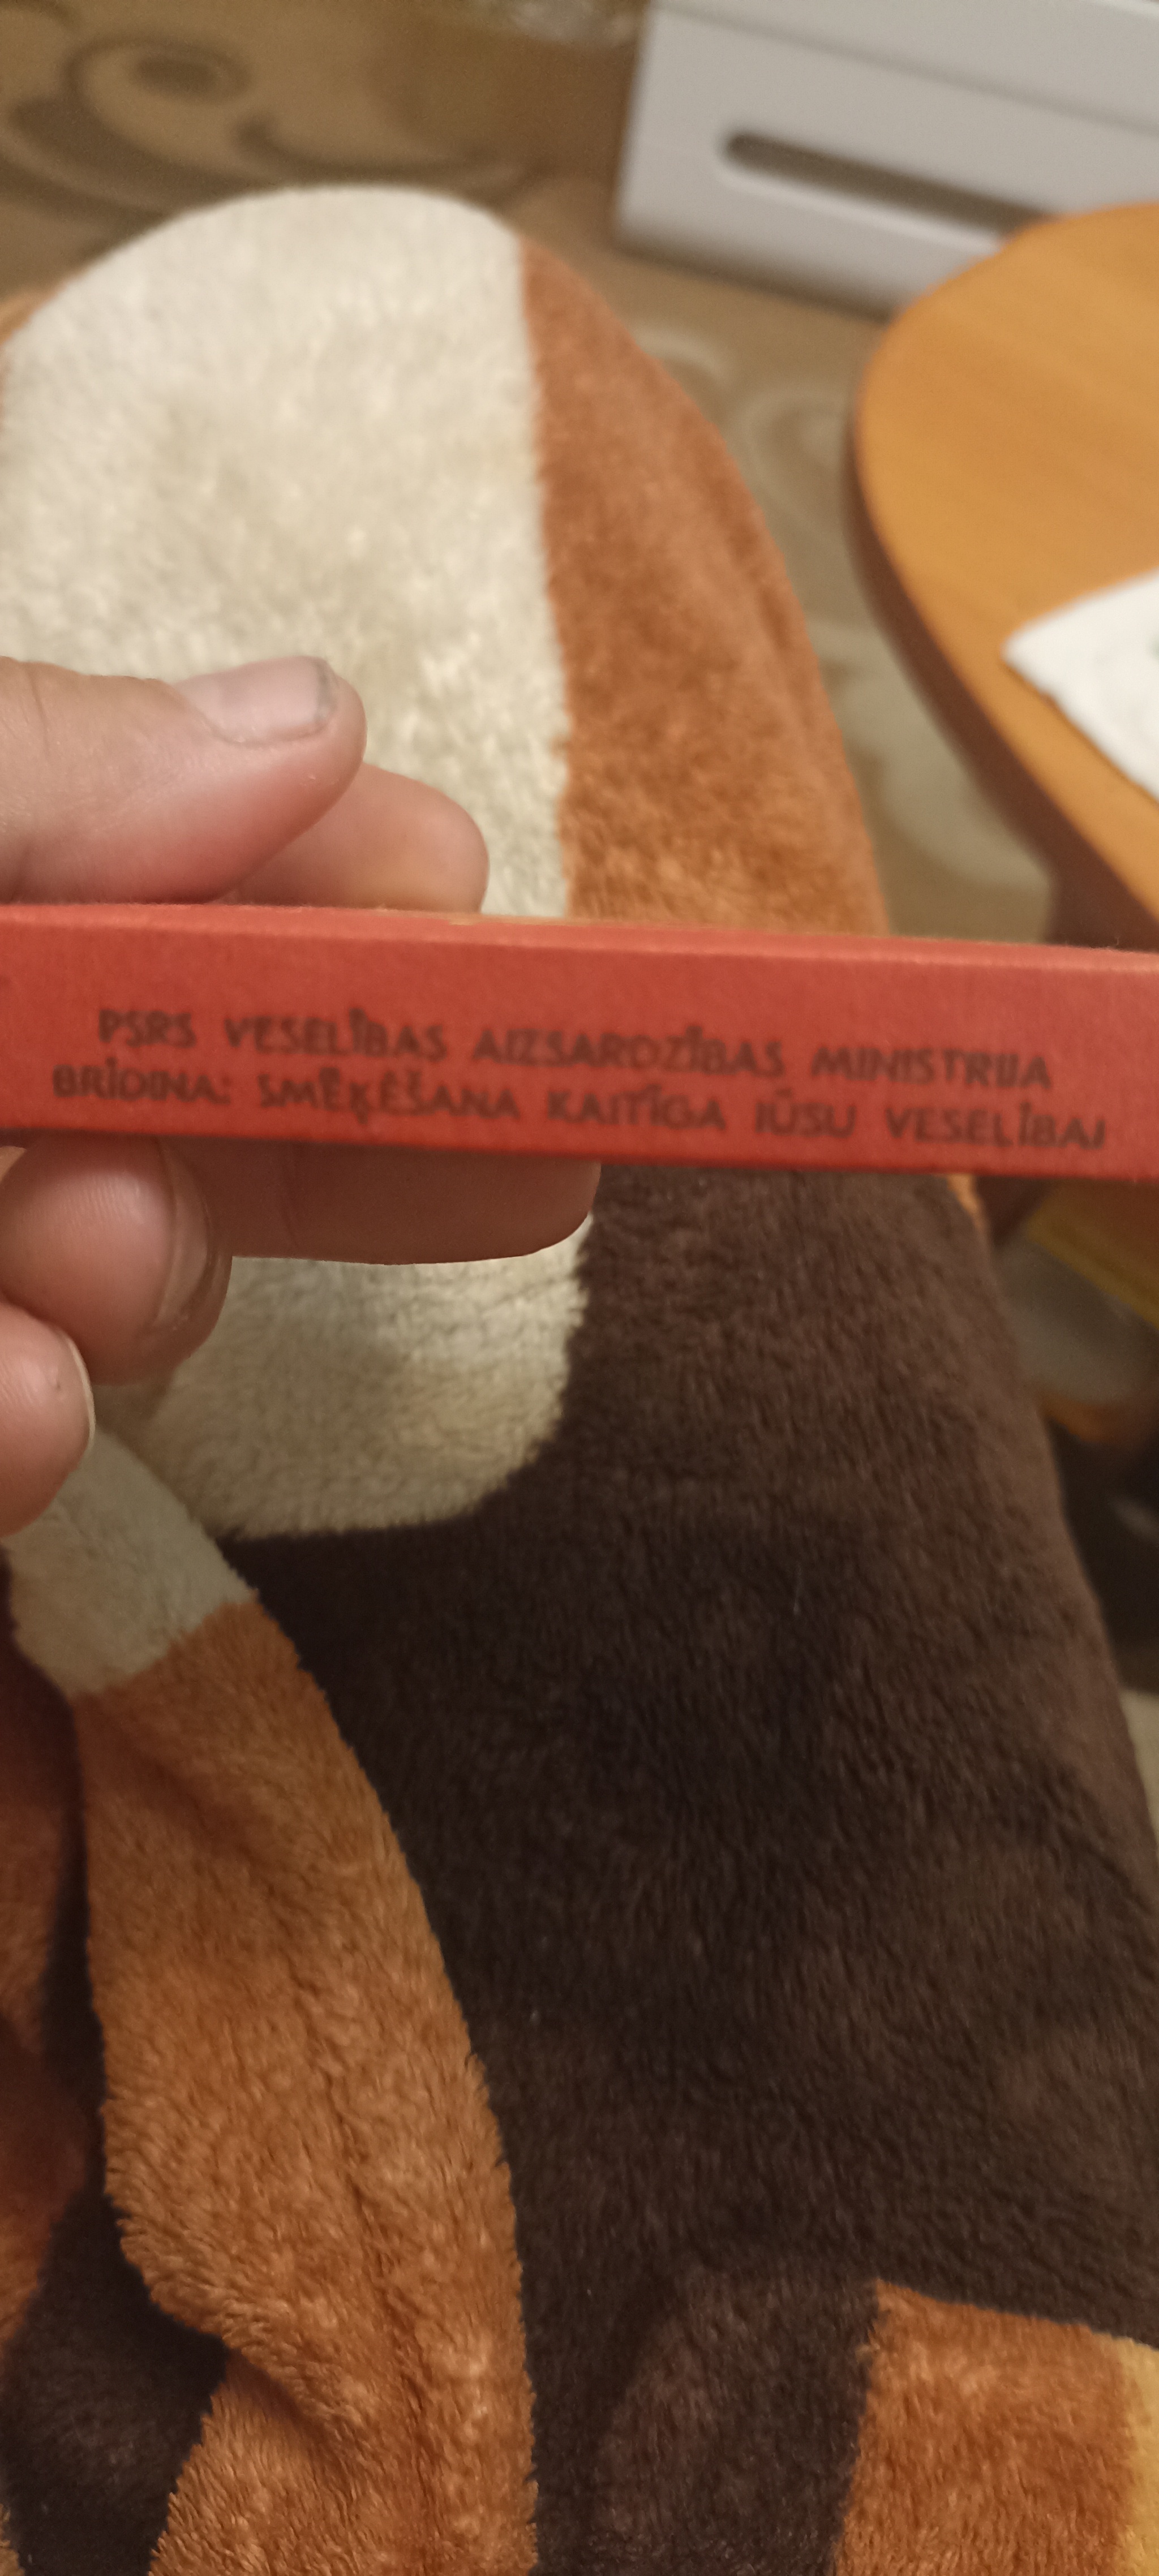 PSRS VESELĪBAS AIZSARDZĪBAS MINISTRIJA
BRĪDINA: SMĒĶĒŠANA KAITĪGA JŪSU VESELĪBAI